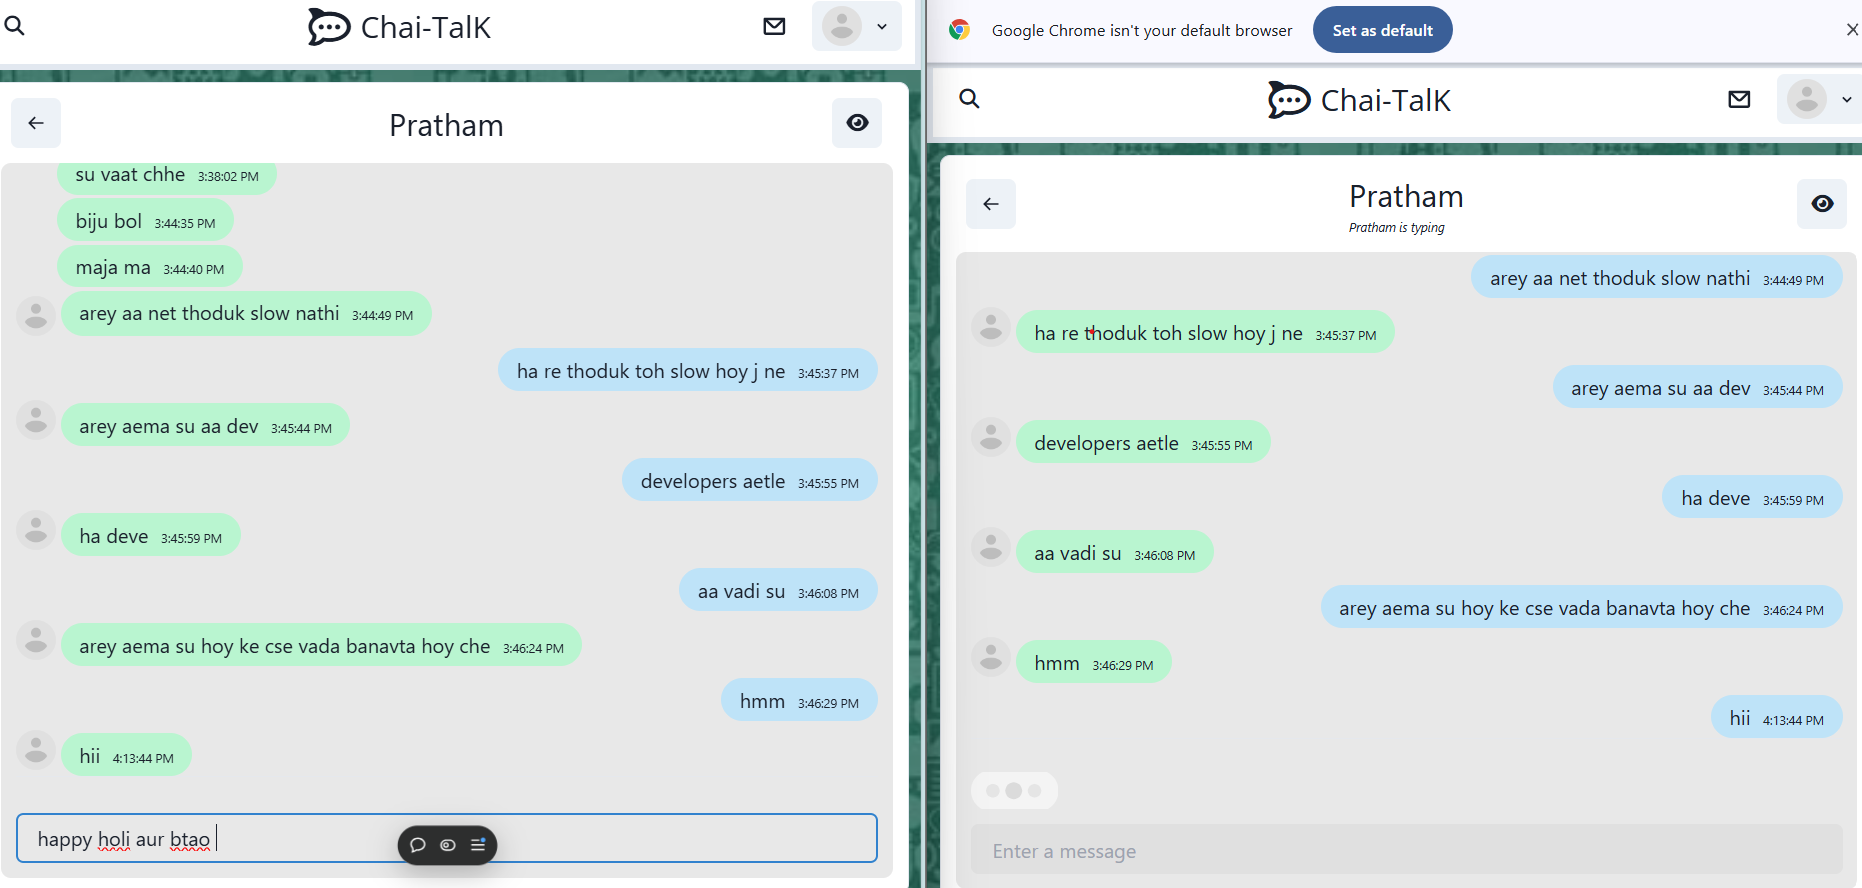 Chai-TalK
Pratham
su vaat chhe 3:38:02 PM
biju bol 3:44:35 PM
maja ma 3:44:40 PM
arey aa net thoduk slow nathi 3:44:49 PM
ha re thoduk toh slow hoy j ne 3:45:37 PM
arey aema su aa dev 3:45:44 PM
developers aetle 3:45:55 PM
ha deve 3:45:59 PM
aa vadi su 3:46:08 PM
arey aema su hoy ke cse vada banavta hoy che 3:46:24 PM
hmm 3:46:29 PM
hii 4:13:44 PM
happy holi aur btao
Google Chrome isn't your default browser Set as default
Chai-TalK
Pratham
Pratham is typing
arey aa net thoduk slow nathi 3:44:49 PM
ha re thoduk toh slow hoy j ne 3:45:37 PM
arey aema su aa dev 3:45:44 PM
developers aetle 3:45:55 PM
ha deve 3:45:59 PM
aa vadi su 3:46:08 PM
arey aema su hoy ke cse vada banavta hoy che 3:46:24 PM
hmm 3:46:29 PM
hii 4:13:44 PM
Enter a message